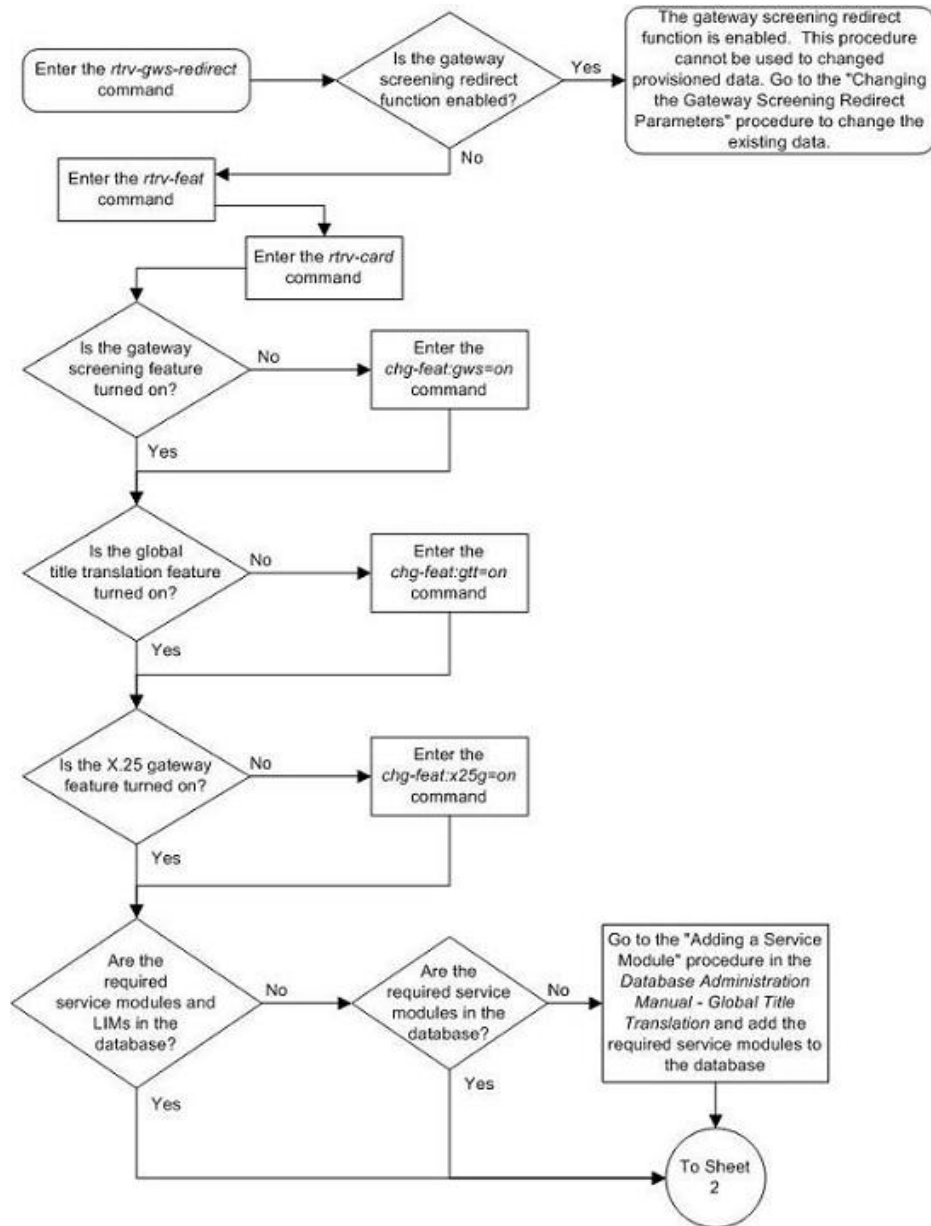 Enter the rtrv-gws-redirect
command
Is the gateway
screening redirect
function enabled?
Yes
The gateway screening redirect
function is enabled. This procedure
cannot be used to changed
provisioned data. Go to the "Changing
the Gateway Screening Redirect
Parameters" procedure to change the
existing data.
No
Enter the rtrv-feat
command
Enter the rtrv-card
command
Is the gateway
screening feature
turned on?
No
Enter the
chg-feat:gws=on
command
Yes
Is the global
title translation feature
turned on?
No
Enter the
chg-feat:gtt=on
command
Yes
Is the X.25 gateway
feature turned on?
No
Enter the
chg-feat:x25g=on
command
Yes
Are the
required
service modules and
LIMs in the
database?
No
Are the
required service
modules in the
database?
No
Go to the "Adding a Service
Module" procedure in the
Database Administration
Manual - Global Title
Translation and add the
required service modules to
the database
Yes
Yes
To Sheet
2